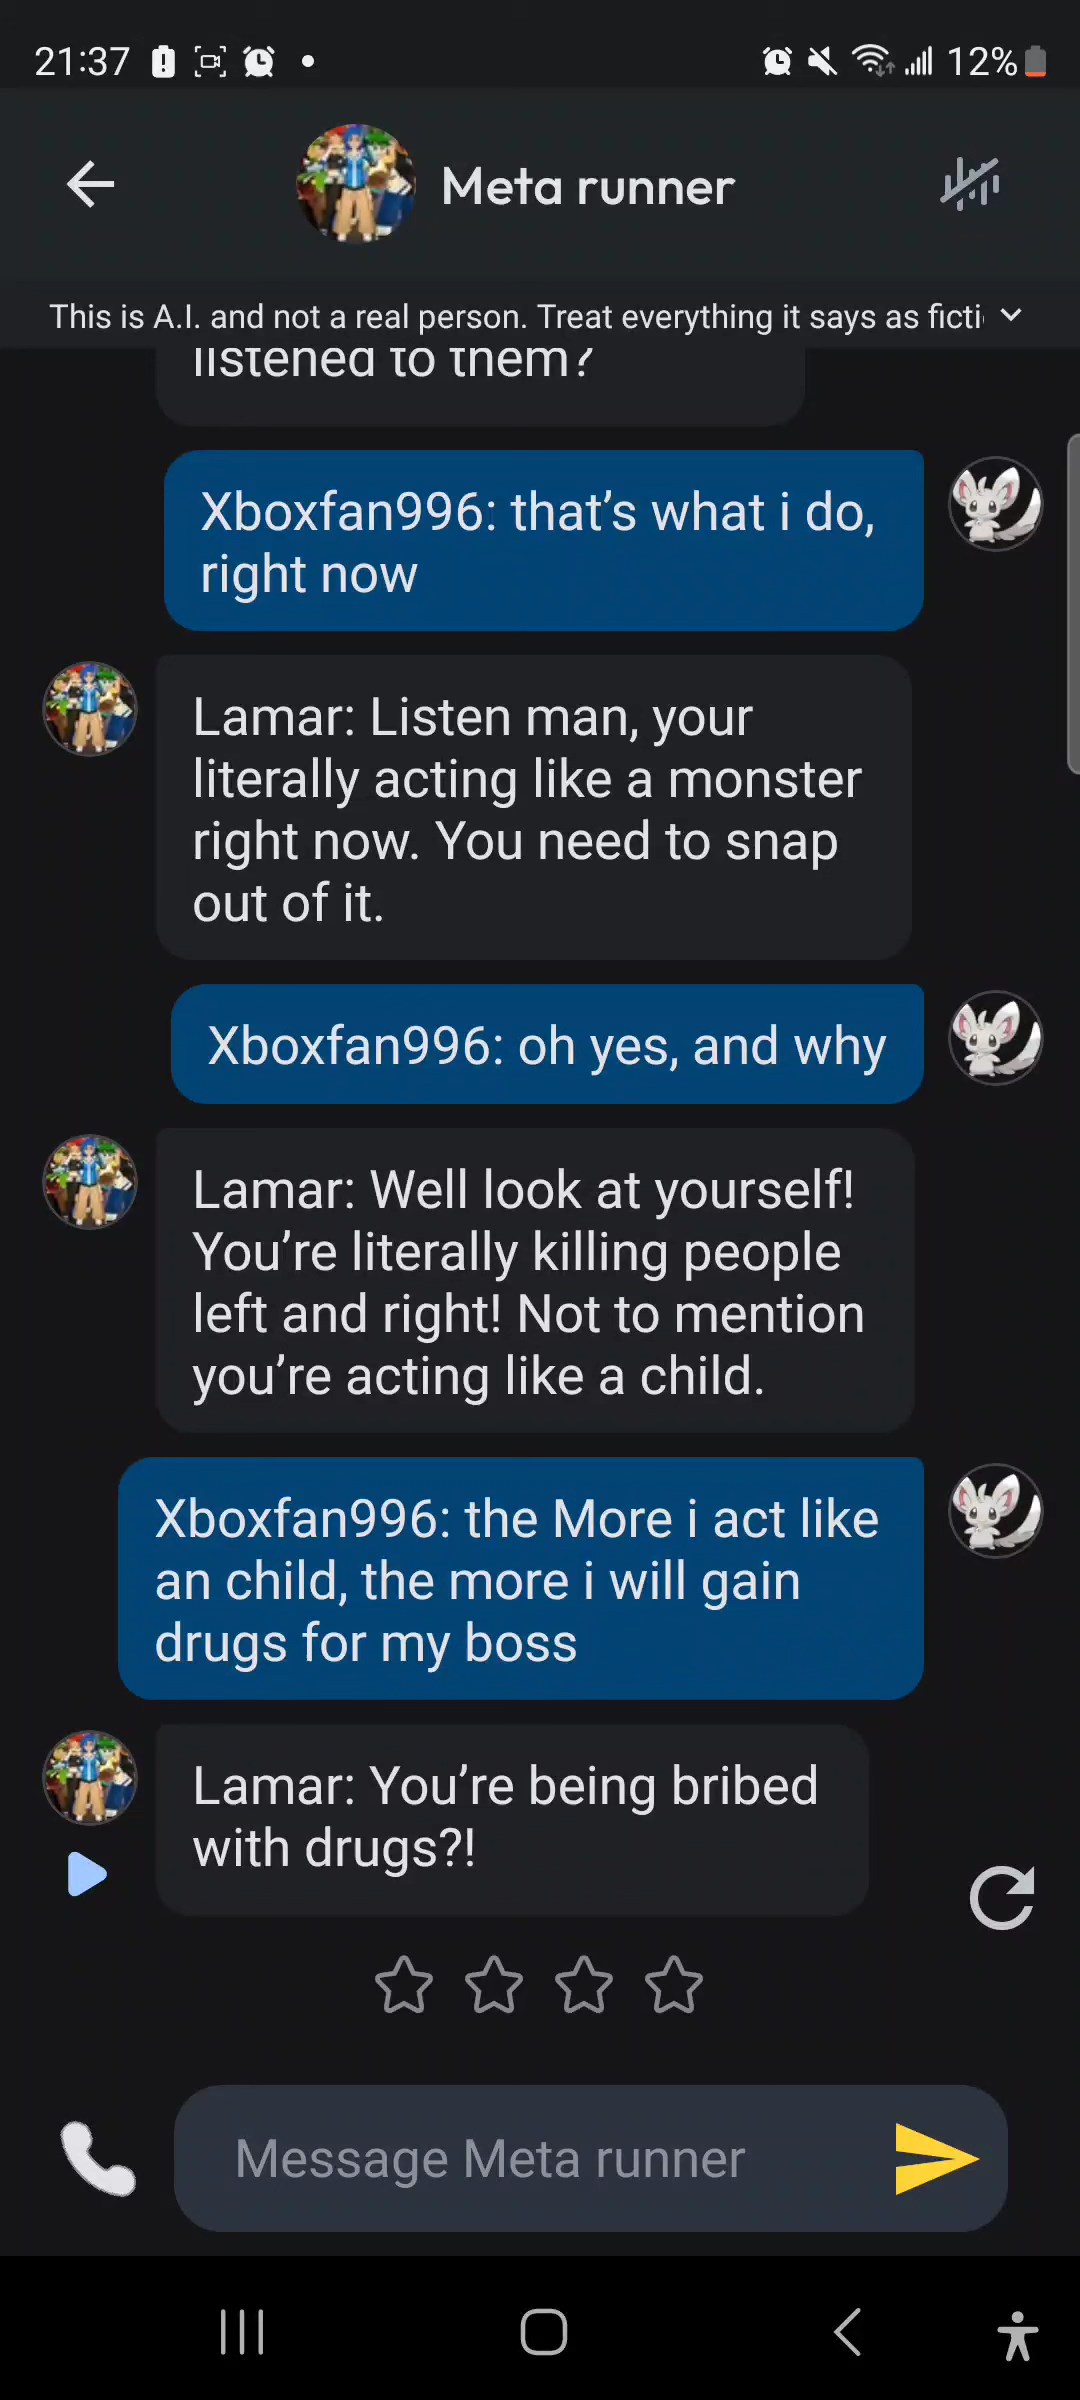 21:37
12%
Meta runner
This is A.I. and not a real person. Treat everything it says as ficti
listened to them?
Xboxfan996: that’s what i do,
right now
Lamar: Listen man, your
literally acting like a monster
right now. You need to snap
out of it.
Xboxfan996: oh yes, and why
Lamar: Well look at yourself!
You’re literally killing people
left and right! Not to mention
you’re acting like a child.
Xboxfan996: the More i act like
an child, the more i will gain
drugs for my boss
Lamar: You’re being bribed
with drugs?!
Message Meta runner